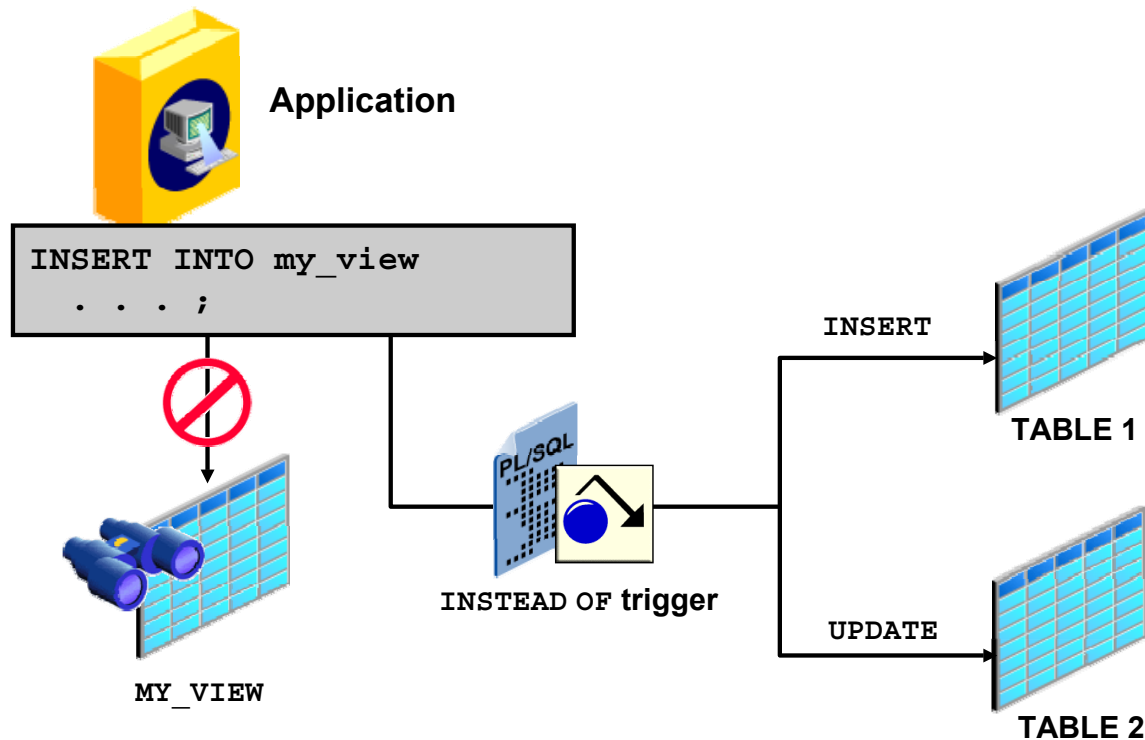 Application
INSERT INTO my_view
. . . ;
INSERT
TABLE 1
PL/SQL
INSTEAD OF trigger
UPDATE
MY_VIEW
TABLE 2